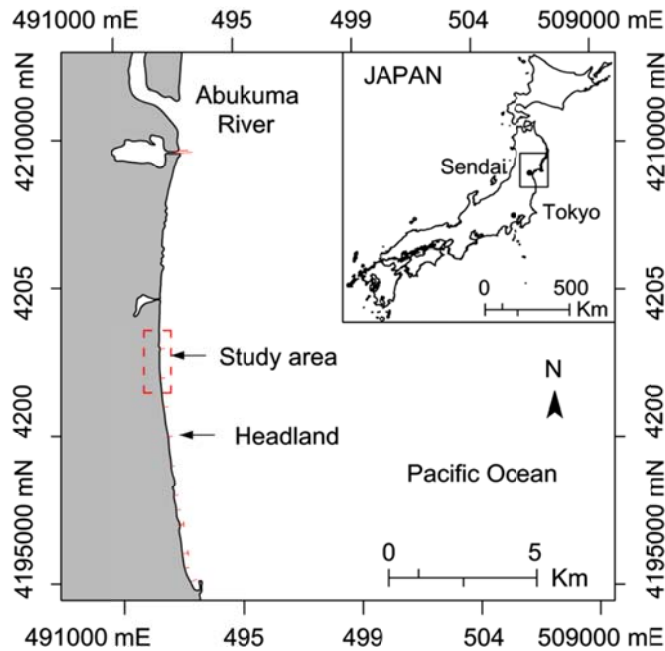 491000 mE 495 499 504 509000 mE
JAPAN
Abukuma
River
4210000 mN
4210000 mN
Sendai
Tokyo
0 500
Km
4205
4205
Study area
N
4200
4200
Headland
Pacific Ocean
0 5
Km
4195000 mN
4195000 mN
491000 mE 495 499 504 509000 mE